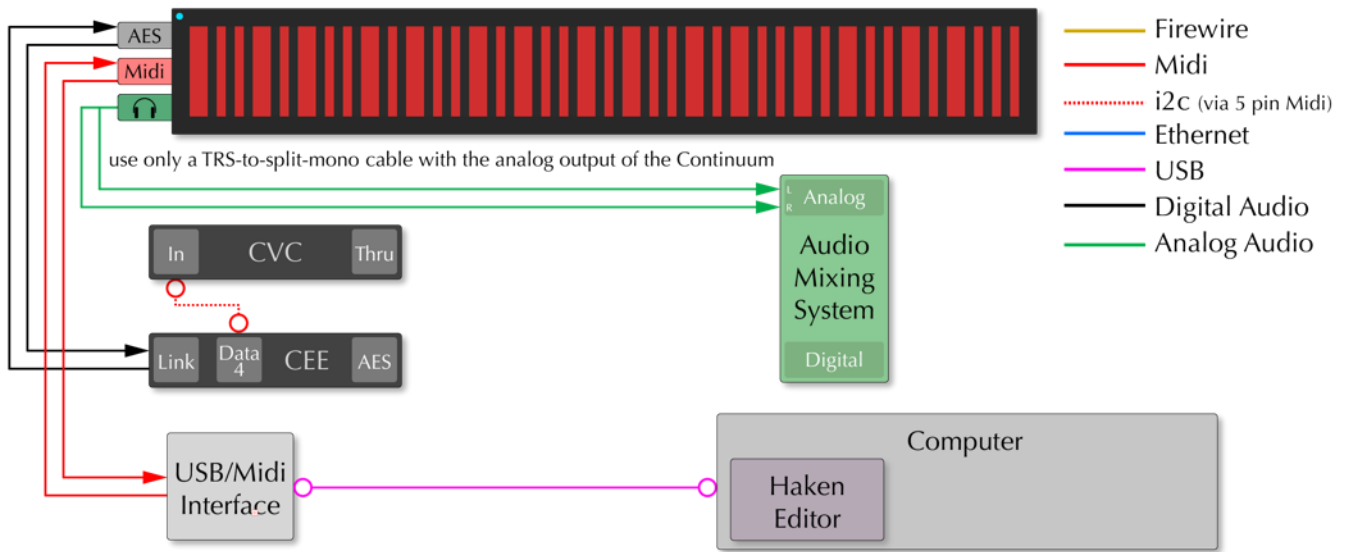 AES
Midi
use only a TRS-to-split-mono cable with the analog output of the Continuum
Firewire
Midi
i2c (via 5 pin Midi)
Ethernet
USB
Digital Audio
Analog Audio
L
R
Analog
Audio
Mixing
System
Digital
In
CVC
Thru
Link
Data
4
CEE
AES
USB/Midi
Interface
Computer
Haken
Editor